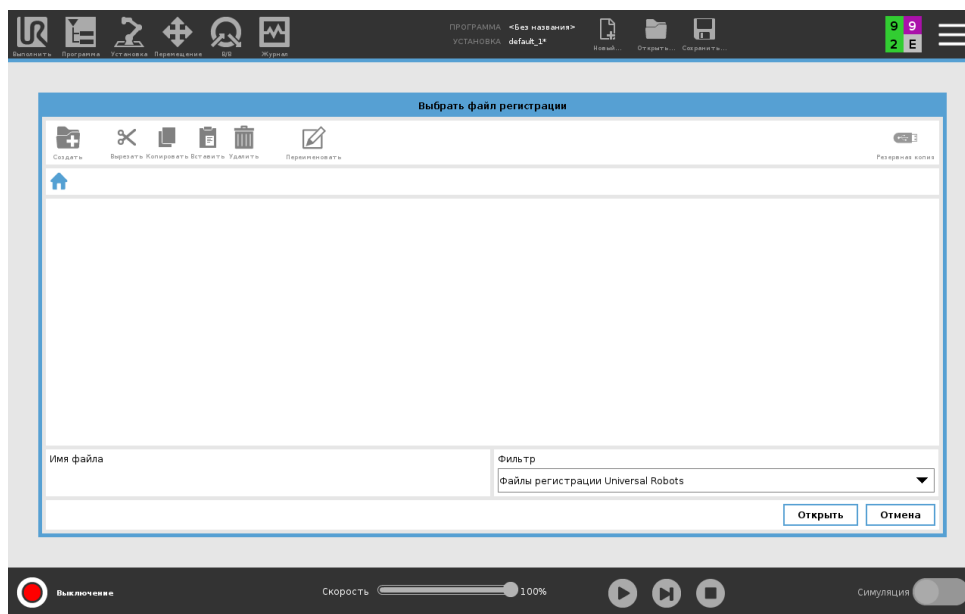 ПРОГРАММА <Без названия>
УСТАНОВКА default_1*
Выполнить Программа Установка Перемещение В/В Журнал
Новый... Открыть... Сохранить...
9 9
2 E
Выбрать файл регистрации
Создать Вырезать Копировать Вставить Удалить Переименовать Резервная копия
Имя файла
Фильтр
Файлы регистрации Universal Robots
Открыть Отмена
Выключение Скорость 100% Симуляция